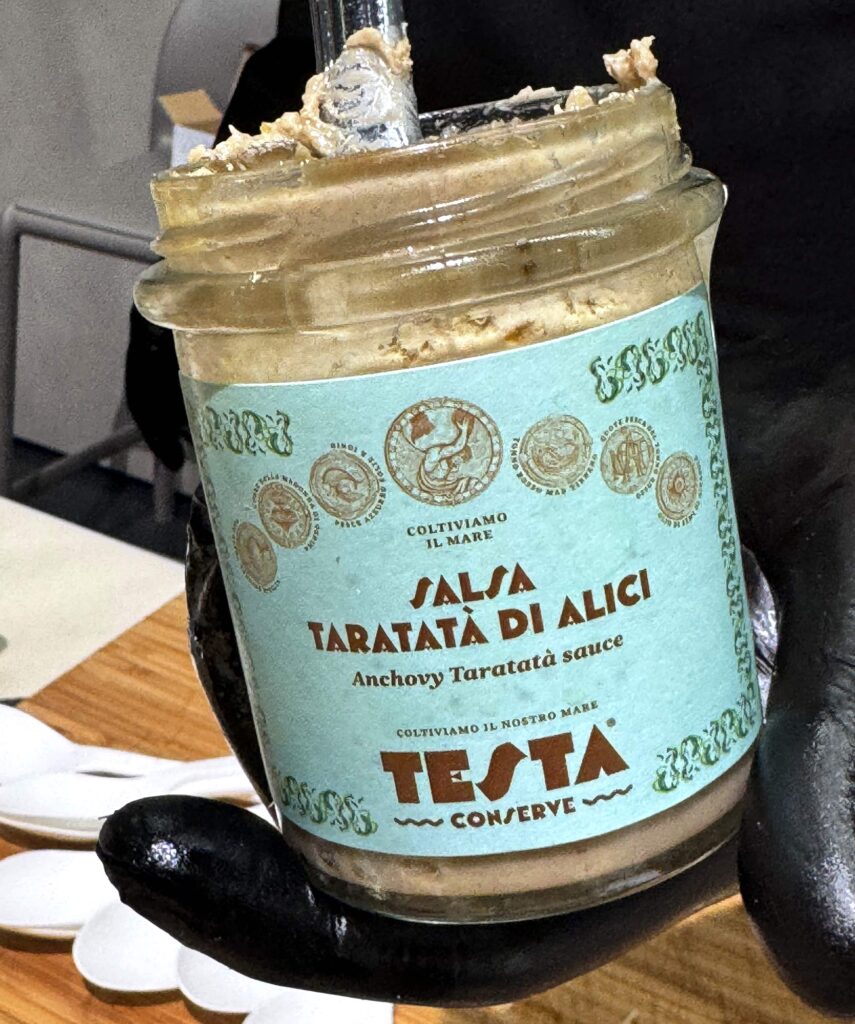 COLTIVIAMO
IL MARE
SALSA
TARATATÀ DI ALICI
Anchovy Taratatà sauce
COLTIVIAMO IL NOSTRO MARE
TESTA®
CONSERVE